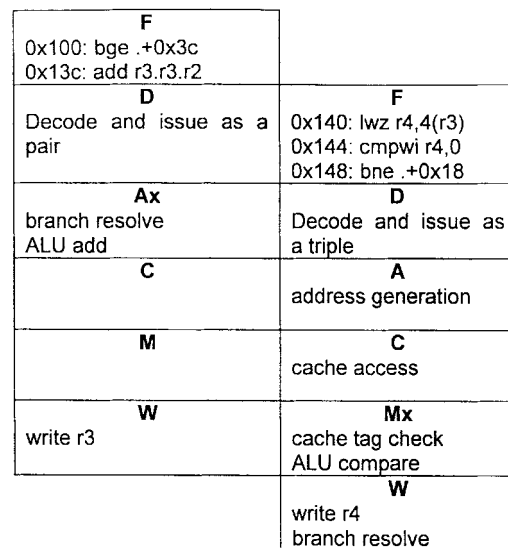 F
0x100: bge .+0x3c
0x13c: add r3.r3.r2
D
Decode and issue as a
pair
F
0x140: lwz r4,4(r3)
0x144: cmpwi r4,0
0x148: bne .+0x18
Ax
branch resolve
ALU add
D
Decode and issue as
a triple
C
A
address generation
M
C
cache access
W
write r3
Mx
cache tag check
ALU compare
W
write r4
branch resolve